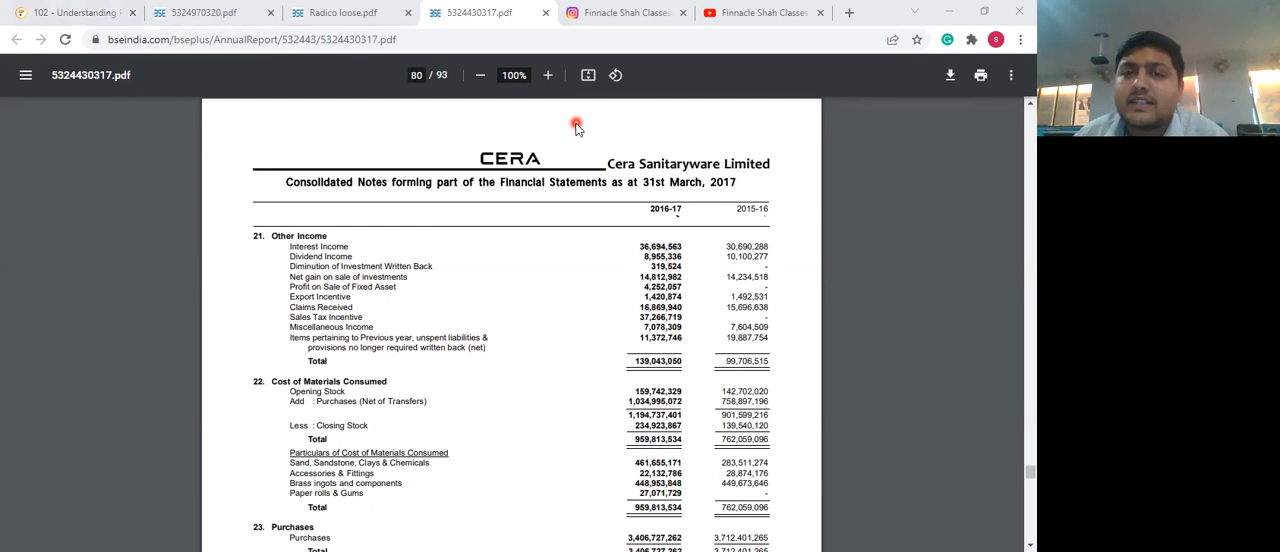 102 - Understanding F
5324970320.pdf
Radico loose.pdf
5324430317.pdf
Finnacle Shah Classes
Finnacle Shah Classes
bseindia.com/bseplus/AnnualReport/532443/5324430317.pdf
S
5324430317.pdf
80 / 93
100%
CERA
Cera Sanitaryware Limited
Consolidated Notes forming part of the Financial Statements as at 31st March, 2017
2016-17 2015-16
21. Other Income
Interest Income 36,694,563 30,690,288
Dividend Income 8,955,336 10,100,277
Diminution of Investment Written Back 319,524 -
Net gain on sale of investments 14,812,982 14,234,518
Profit on Sale of Fixed Asset 4,252,057 -
Export Incentive 1,420,874 1,492,531
Claims Received 16,869,940 15,696,638
Sales Tax Incentive 37,266,719 -
Miscellaneous Income 7,078,309 7,604,509
Items pertaining to Previous year, unspent liabilities & 11,372,746 19,887,754
provisions no longer required written back (net)
Total 139,043,050 99,706,515
22. Cost of Materials Consumed
Opening Stock 159,742,329 142,702,020
Add : Purchases (Net of Transfers) 1,034,995,072 758,897,196
1,194,737,401 901,599,216
Less : Closing Stock 234,923,867 139,540,120
Total 959,813,534 762,059,096
Particulars of Cost of Materials Consumed
Sand, Sandstone, Clays & Chemicals 461,655,171 283,511,274
Accessories & Fittings 22,132,786 28,874,176
Brass ingots and components 448,953,848 449,673,646
Paper rolls & Gums 27,071,729 -
Total 959,813,534 762,059,096
23. Purchases
Purchases 3,406,727,262 3,712,401,265
Total 3,406,727,262 3,712,401,265